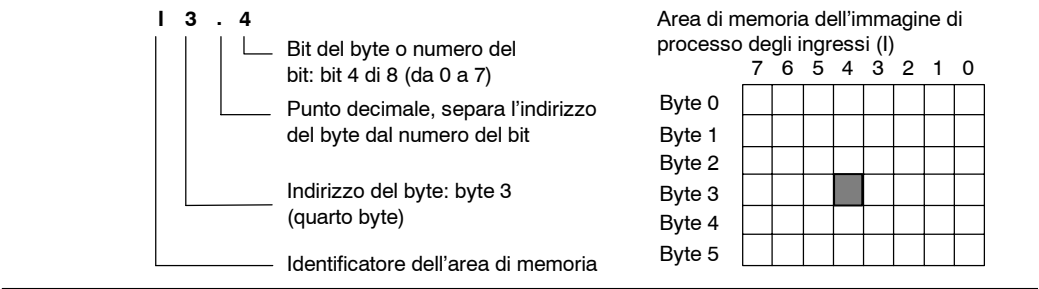 I 3 . 4
Bit del byte o numero del
bit: bit 4 di 8 (da 0 a 7)
Punto decimale, separa l'indirizzo
del byte dal numero del bit
Indirizzo del byte: byte 3
(quarto byte)
Identificatore dell'area di memoria
Area di memoria dell'immagine di
processo degli ingressi (I)
7 6 5 4 3 2 1 0
Byte 0
Byte 1
Byte 2
Byte 3
Byte 4
Byte 5